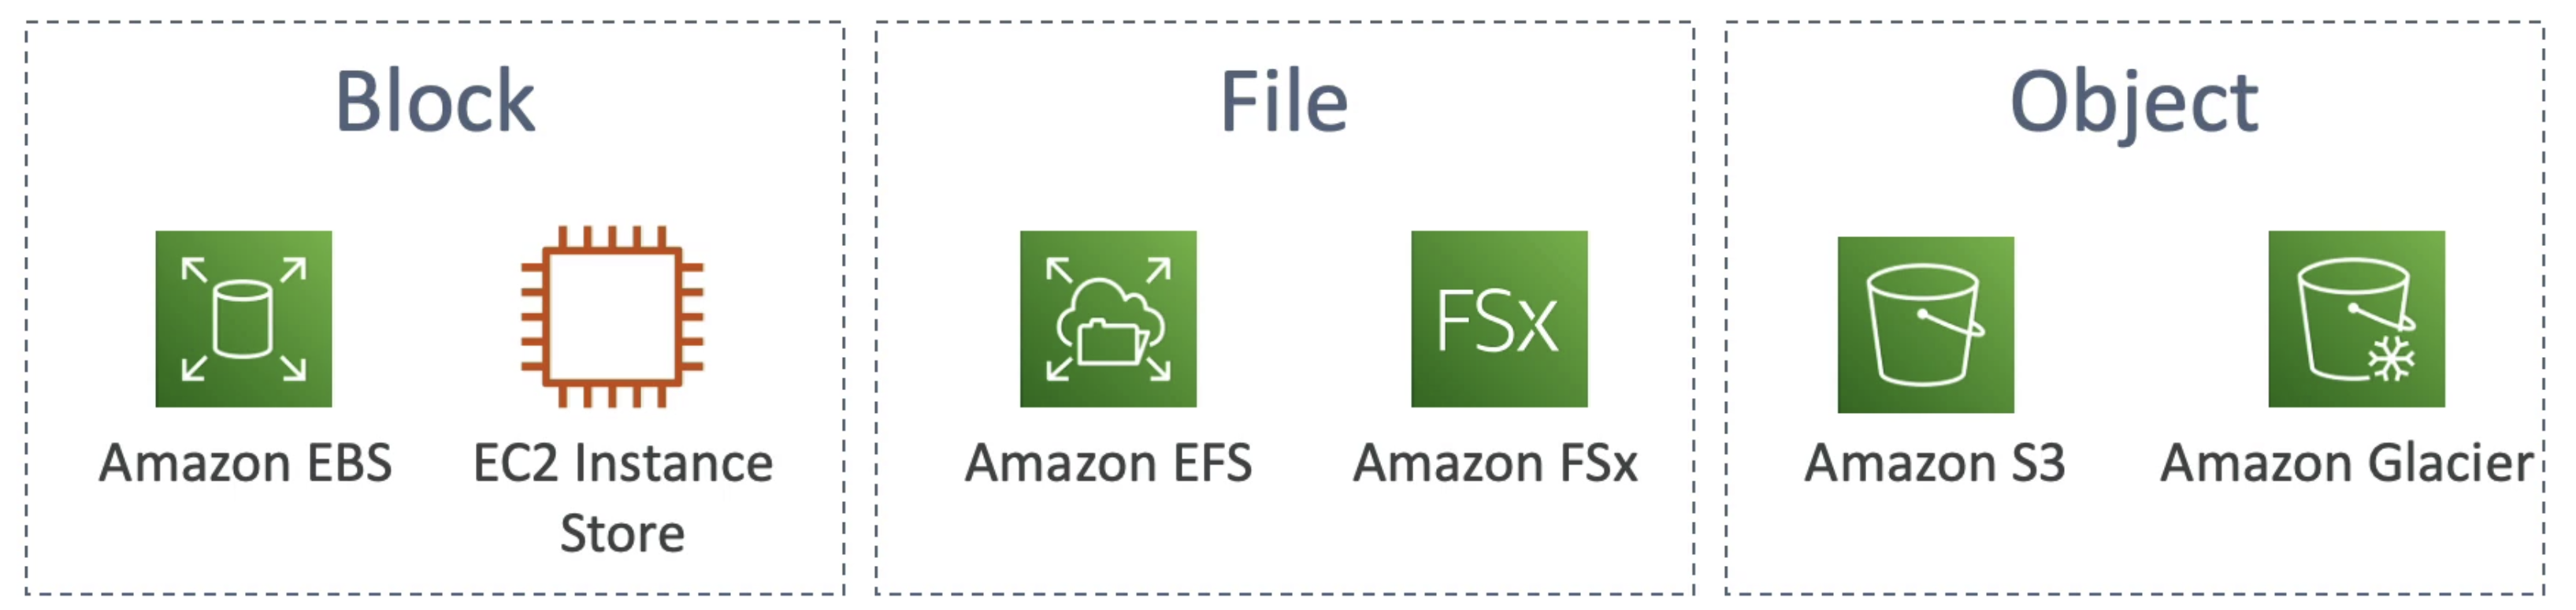 Block
Amazon EBS
EC2 Instance
Store
File
Amazon EFS
FSx
Amazon FSx
Object
Amazon S3
Amazon Glacier